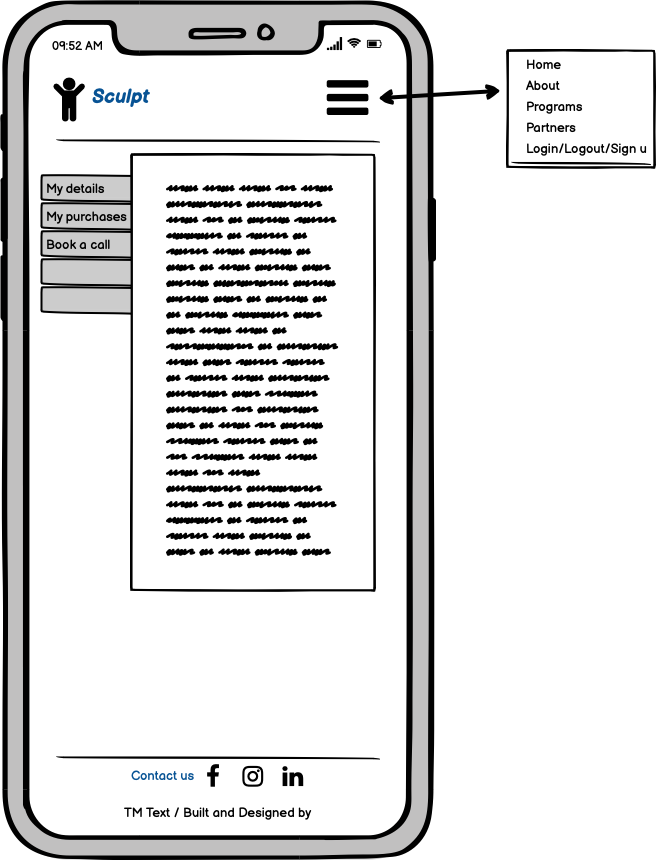 09:52 AM
Sculpt
Home
About
Programs
Partners
Login/Logout/Sign u
My details
My purchases
Book a call
Contact us
TM Text / Built and Designed by